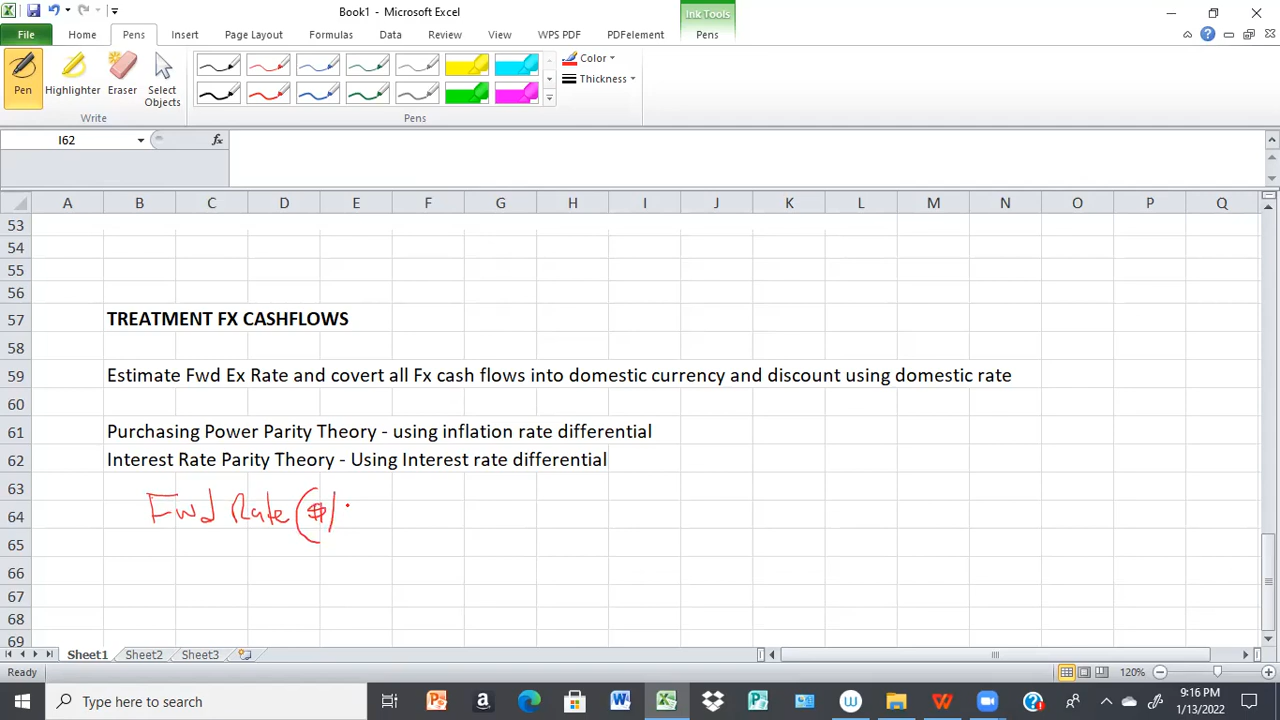 Book1 - Microsoft Excel
Ink Tools
File Home Pens Insert Page Layout Formulas Data Review View WPS PDF PDFelement Pens
Pen Highlighter Eraser Select Objects
Color
Thickness
Write Pens
I62 fx
A B C D E F G H I J K L M N O P Q
53
54
55
56
57 TREATMENT FX CASHFLOWS
58
59 Estimate Fwd Ex Rate and covert all Fx cash flows into domestic currency and discount using domestic rate
60
61 Purchasing Power Parity Theory - using inflation rate differential
62 Interest Rate Parity Theory - Using Interest rate differential
63
64 Fwd Rate ($)
65
66
67
68
69
Sheet1 Sheet2 Sheet3
Ready 120%
Type here to search
9:16 PM
1/13/2022